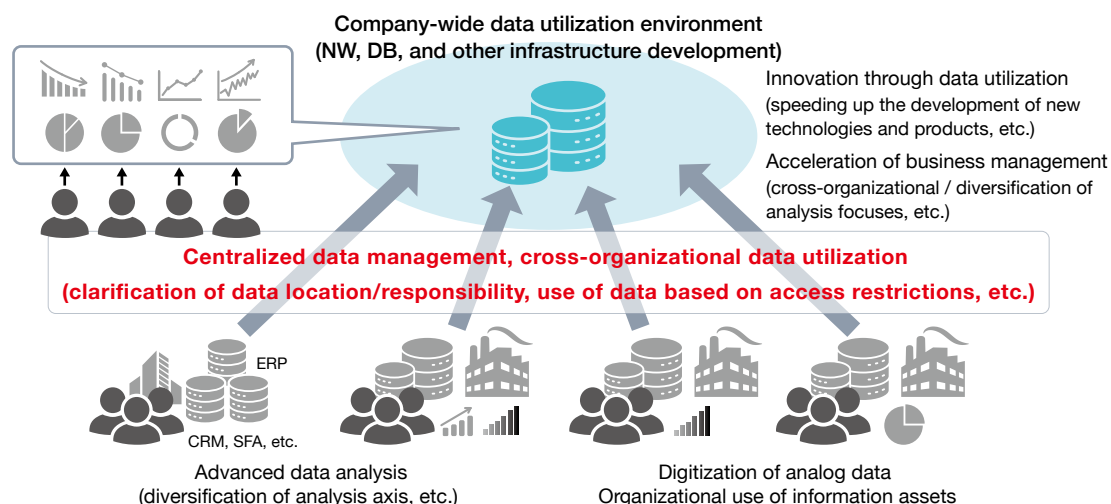 Company-wide data utilization environment
(NW, DB, and other infrastructure development)
Innovation through data utilization
(speeding up the development of new
technologies and products, etc.)
Acceleration of business management
(cross-organizational / diversification of
analysis focuses, etc.)
Centralized data management, cross-organizational data utilization
(clarification of data location/responsibility, use of data based on access restrictions, etc.)
ERP
CRM, SFA, etc.
Advanced data analysis
(diversification of analysis axis, etc.)
Digitization of analog data
Organizational use of information assets